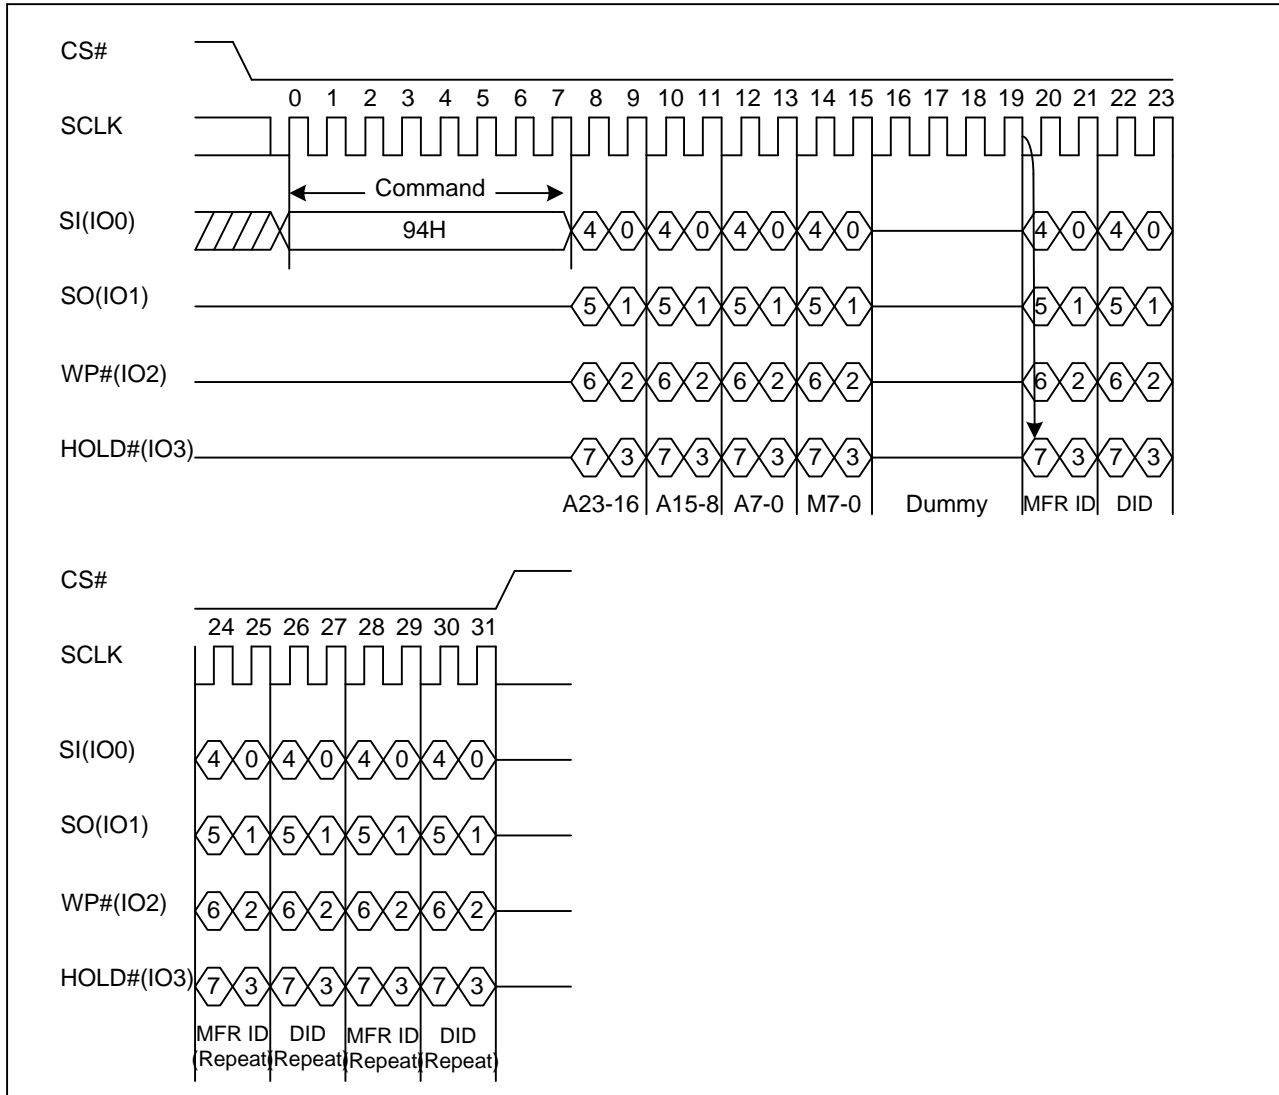 CS#
0 1 2 3 4 5 6 7 8 9 10 11 12 13 14 15 16 17 18 19 20 21 22 23
SCLK
Command
SI(IO0) 94H 4 0 4 0 4 0 4 0 4 0 4 0
SO(IO1) 5 1 5 1 5 1 5 1 5 1 5 1
WP#(IO2) 6 2 6 2 6 2 6 2 6 2 6 2
HOLD#(IO3) 7 3 7 3 7 3 7 3 7 3 7 3
A23-16 A15-8 A7-0 M7-0 Dummy MFR ID DID
CS#
24 25 26 27 28 29 30 31
SCLK
SI(IO0) 4 0 4 0 4 0 4 0
SO(IO1) 5 1 5 1 5 1 5 1
WP#(IO2) 6 2 6 2 6 2 6 2
HOLD#(IO3) 7 3 7 3 7 3 7 3
MFR ID DID MFR ID DID
(Repeat) (Repeat) (Repeat) (Repeat)